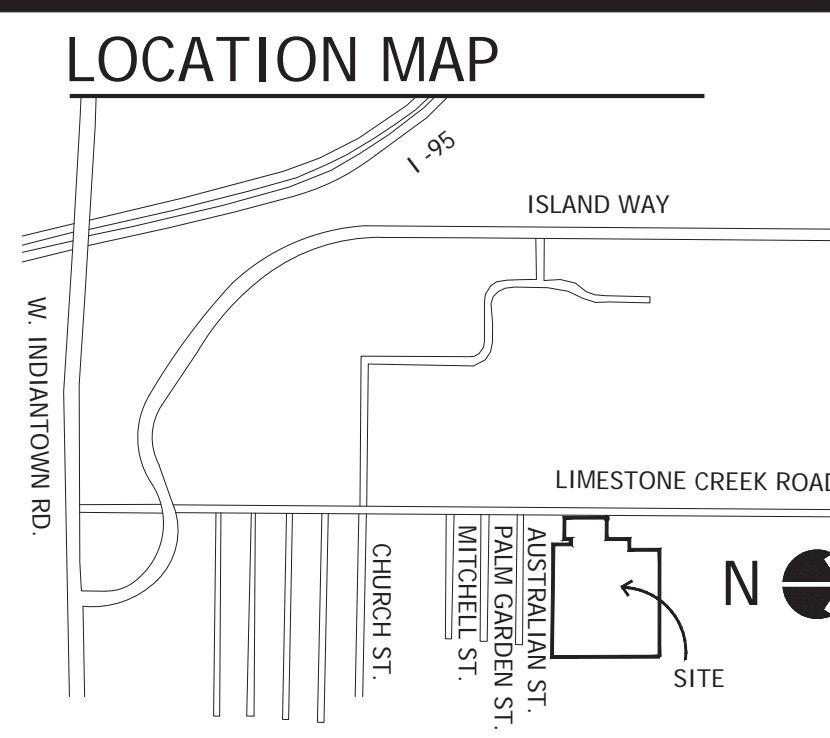 LOCATION MAP
I-95
ISLAND WAY
W. INDIANTOWN RD.
LIMESTONE CREEK ROAD
CHURCH ST.
MITCHELL ST.
PALM GARDEN ST.
AUSTRALIAN ST.
N
SITE